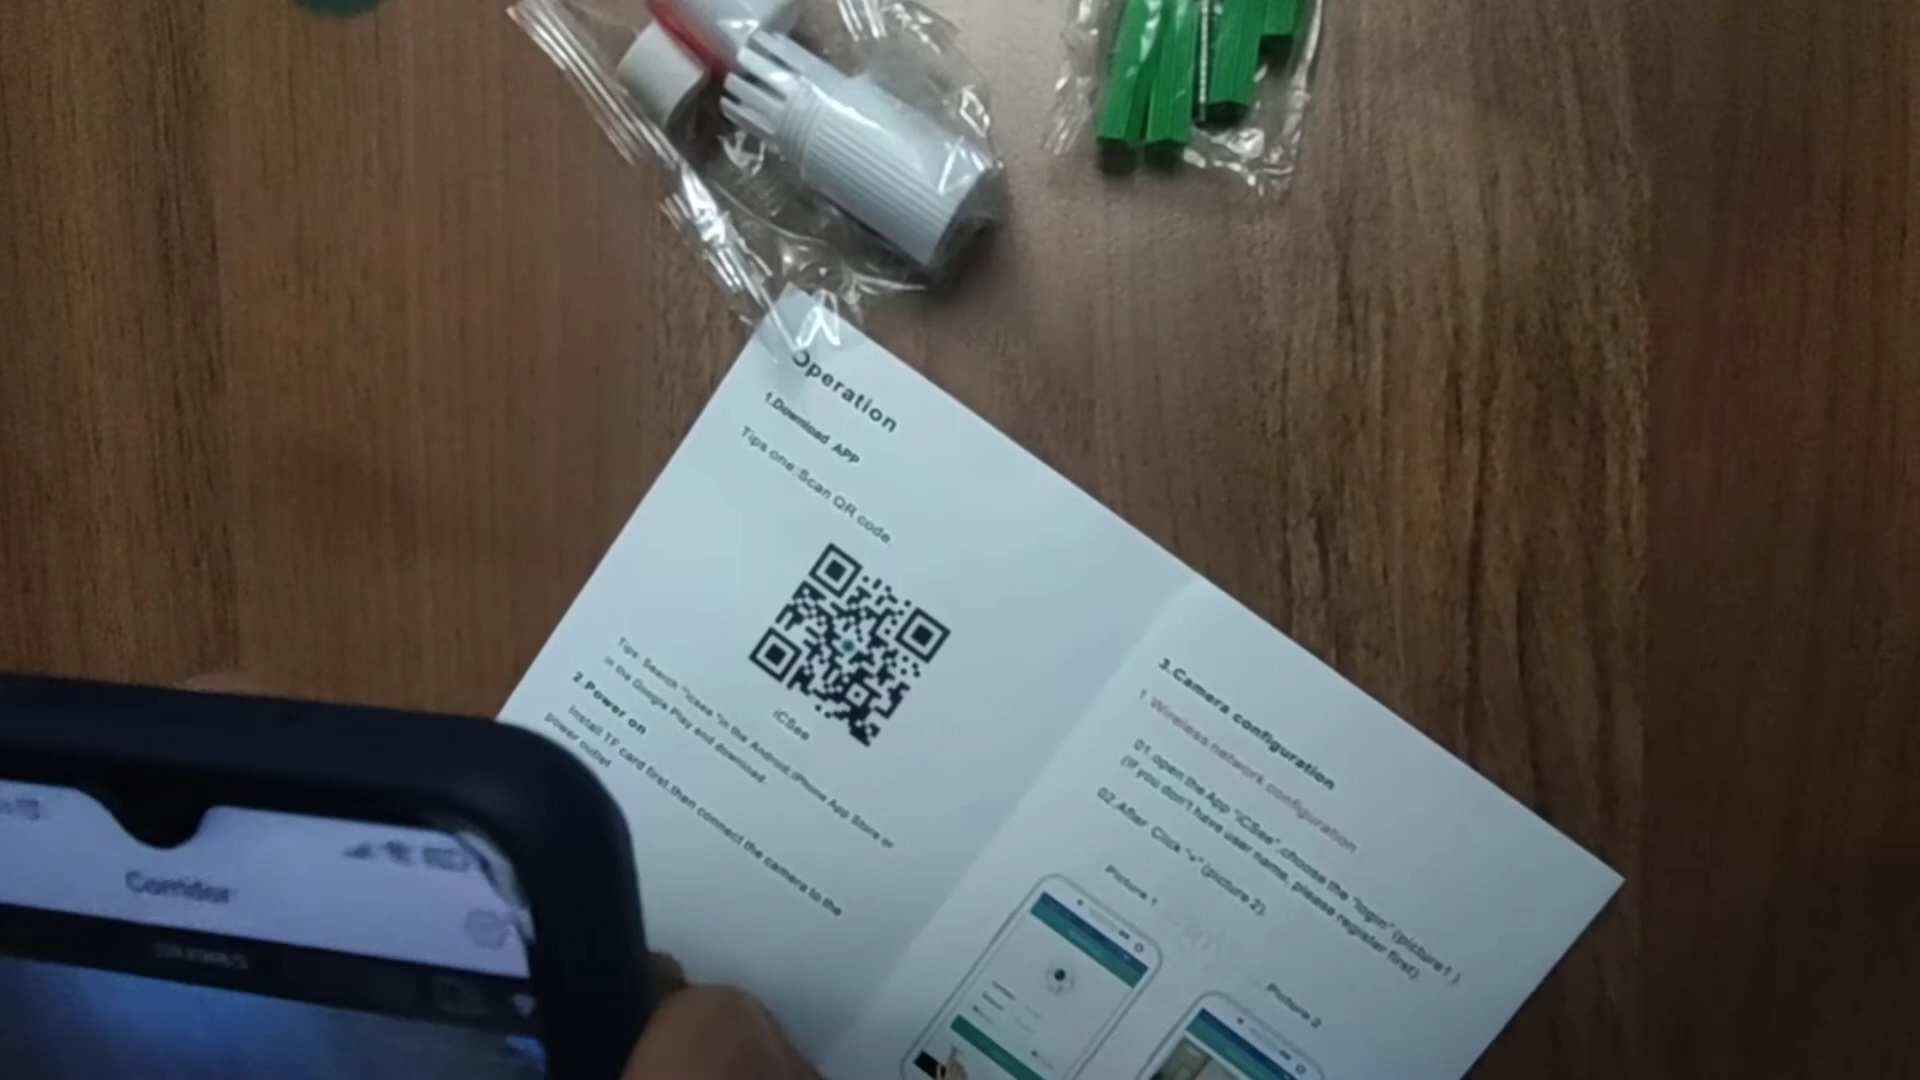 Operation
1.Download APP
Tips one:Scan QR code.
iCSee
Tips: Search "icsee "in the Android,iPhone App Store or
in the Google Play and download
2.Power on
Install TF card first,then connect the camera to the
power outlet
3.Camera configuration
1.Wireless network configuration
01.open the App "iCSee",choose the "login" (picture1 ).
(If you don't have user name, please register first).
02.After Click "+" (picture 2).
Picture 1
Picture 2
Corridor